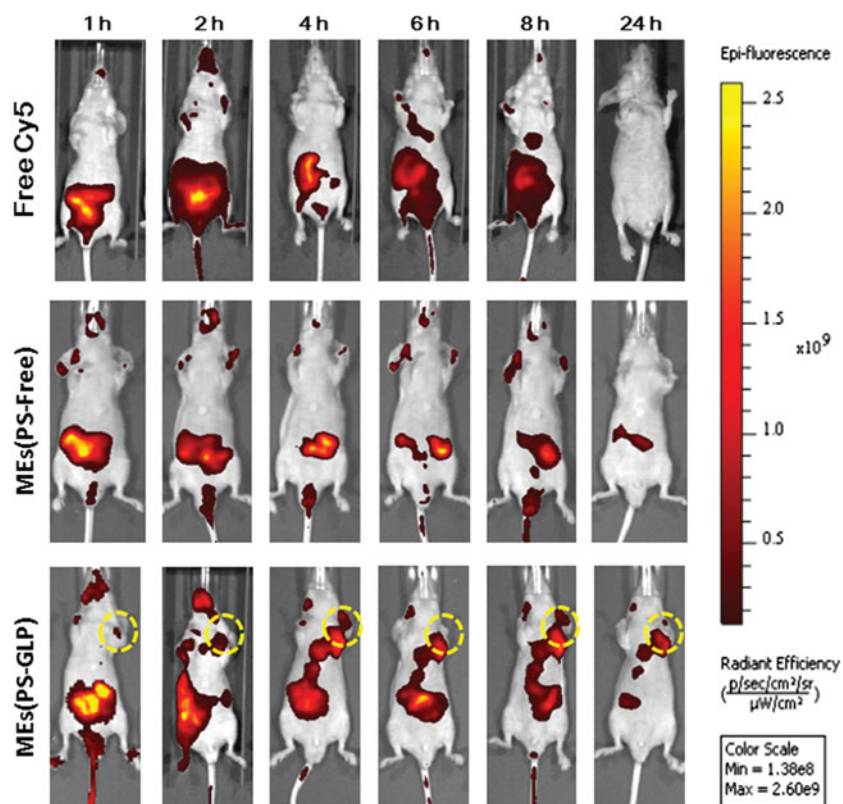 1 h 2 h 4 h 6 h 8 h 24 h
Free Cy5
MEs(PS-Free)
MEs(PS-GLP)
Epi-fluorescence
2.5
2.0
1.5
x10⁹
1.0
0.5
Radiant Efficiency
(p/sec/cm²/sr
µW/cm²)
Color Scale
Min = 1.38e8
Max = 2.60e9